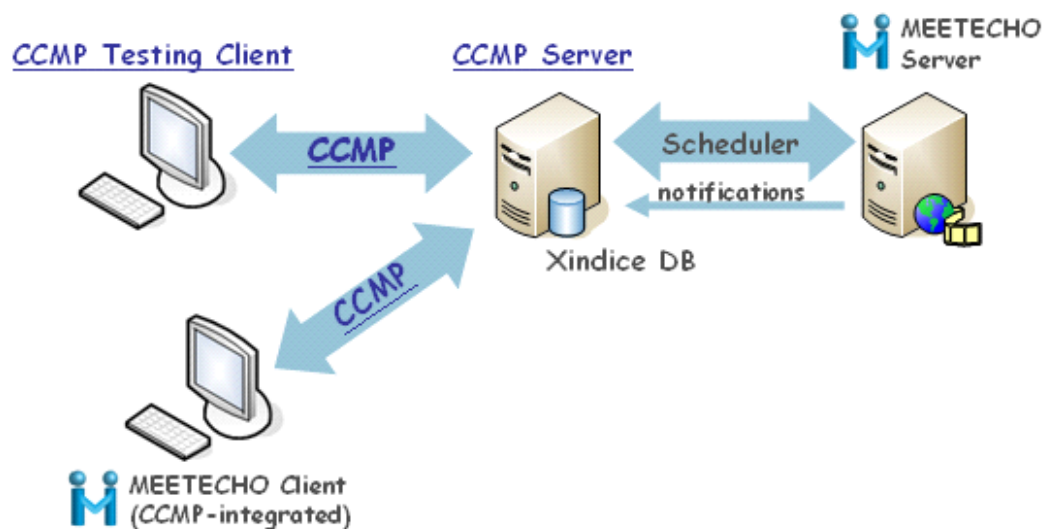 MEETECHO
Server
CCMP Testing Client
CCMP Server
CCMP
Scheduler
notifications
Xindice DB
CCMP
MEETECHO Client
(CCMP-integrated)